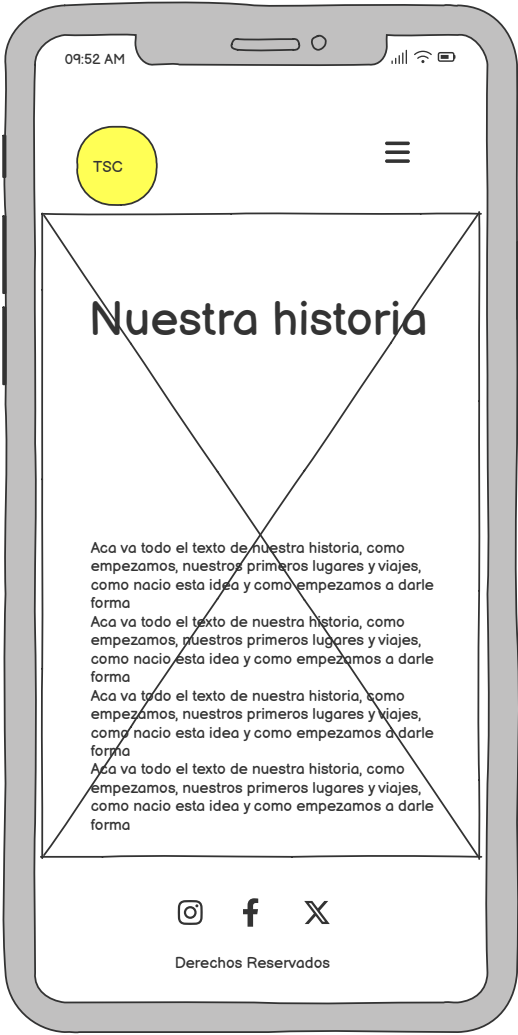 09:52 AM
TSC
Nuestra historia
Aca va todo el texto de nuestra historia, como
empezamos, nuestros primeros lugares y viajes,
como nacio esta idea y como empezamos a darle
forma
Aca va todo el texto de nuestra historia, como
empezamos, nuestros primeros lugares y viajes,
como nacio esta idea y como empezamos a darle
forma
Aca va todo el texto de nuestra historia, como
empezamos, nuestros primeros lugares y viajes,
como nacio esta idea y como empezamos a darle
forma
Aca va todo el texto de nuestra historia, como
empezamos, nuestros primeros lugares y viajes,
como nacio esta idea y como empezamos a darle
forma
Derechos Reservados